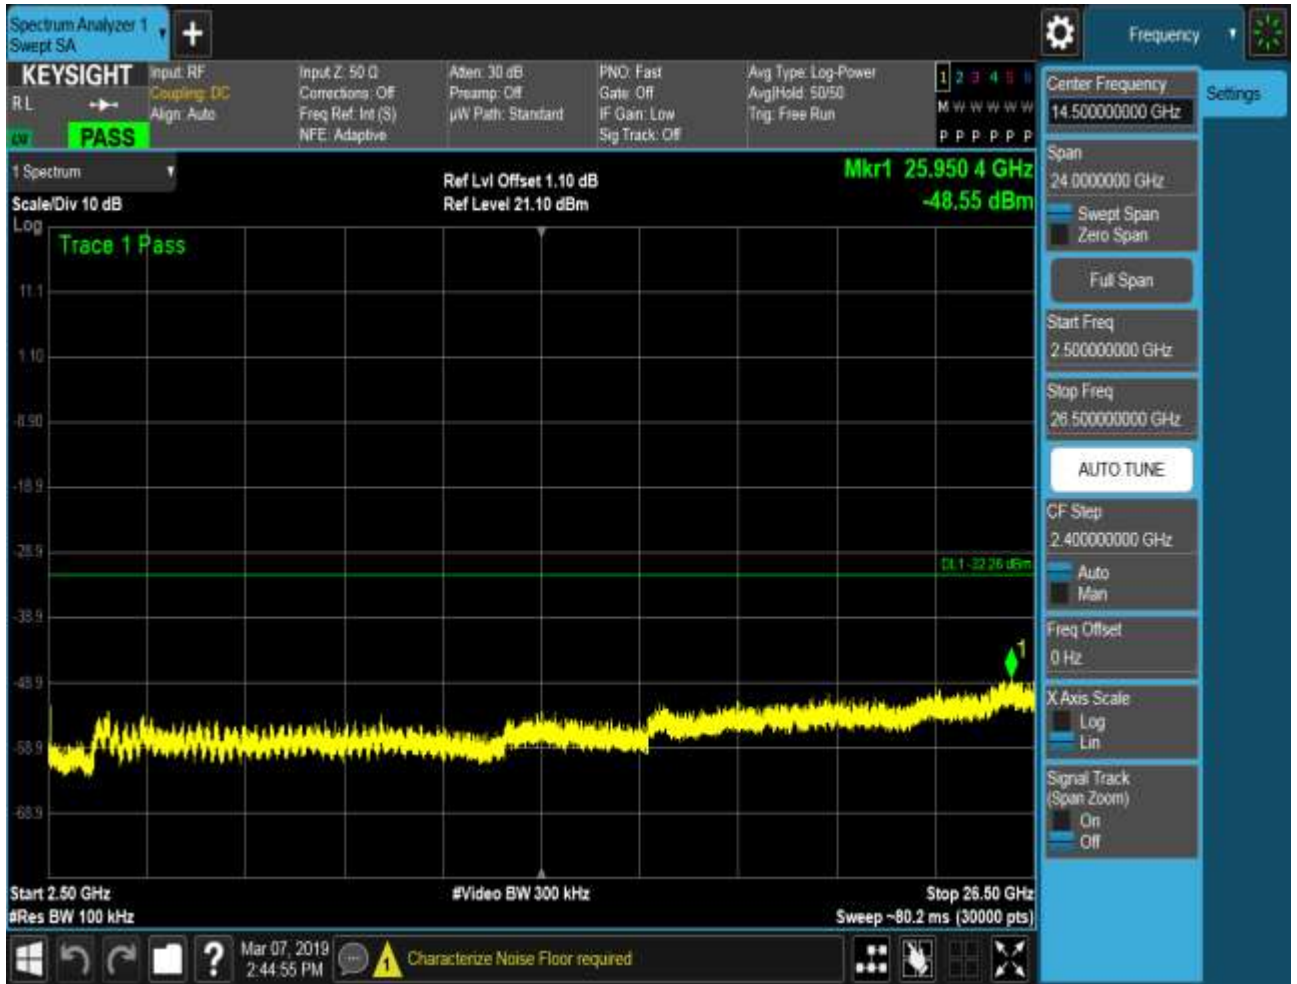 Spectrum Analyzer 1
Swept SA
Frequency
KEYSIGHT
R L
PASS
Input: RF
Coupling: DC
Align: Auto
Input Z: 50 Ω
Corrections: Off
Freq Ref: Int (S)
NFE: Adaptive
Atten: 30 dB
Preamp: Off
µW Path: Standard
PNO: Fast
Gate: Off
IF Gain: Low
Sig Track: Off
Avg Type: Log-Power
Avg|Hold: 50/50
Trig: Free Run
1 2 3 4 5 6
M W W W W W
P P P P P P
1 Spectrum
Scale/Div 10 dB
Log
Ref Lvl Offset 1.10 dB
Ref Level 21.10 dBm
Mkr1 25.950 4 GHz
-48.55 dBm
Trace 1 Pass
11.1
1.10
-8.90
-18.9
-28.9
DL1 -32.26 dBm
-38.9
1
-48.9
-58.9
-68.9
Start 2.50 GHz
#Video BW 300 kHz
Stop 26.50 GHz
#Res BW 100 kHz
Sweep ~80.2 ms (30000 pts)
Center Frequency
14.500000000 GHz
Settings
Span
24.0000000 GHz
Swept Span
Zero Span
Full Span
Start Freq
2.500000000 GHz
Stop Freq
26.500000000 GHz
AUTO TUNE
CF Step
2.400000000 GHz
Auto
Man
Freq Offset
0 Hz
X Axis Scale
Log
Lin
Signal Track
(Span Zoom)
On
Off
?
Mar 07, 2019
2:44:55 PM
1
Characterize Noise Floor required